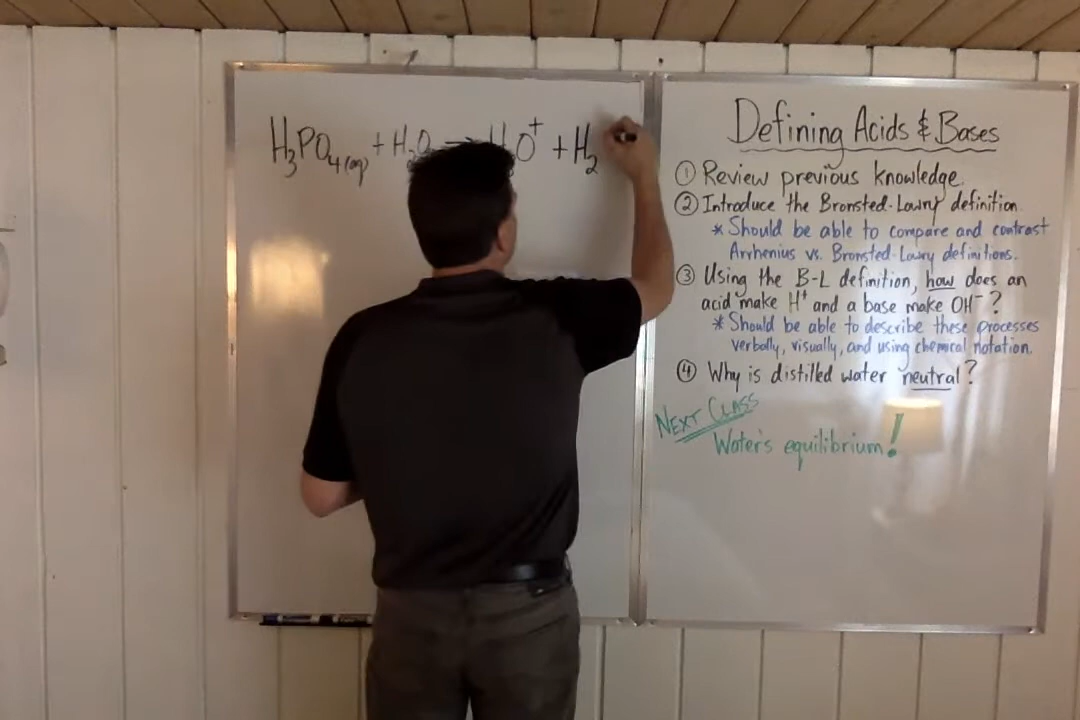 H₃PO₄(aq) + H₂O → H₃O⁺ + H₂
Defining Acids & Bases
① Review previous knowledge.
② Introduce the Bronsted-Lowry definition.
* Should be able to compare and contrast
Arrhenius vs. Bronsted-Lowry definitions.
③ Using the B-L definition, how does an
acid make H⁺ and a base make OH⁻?
* Should be able to describe these processes
verbally, visually, and using chemical notation.
④ Why is distilled water neutral?
NEXT CLASS
Water's equilibrium!